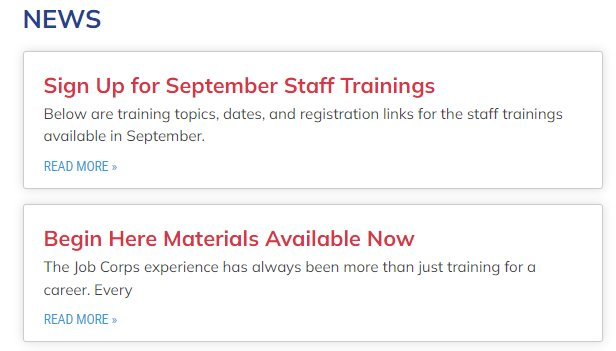 NEWS
Sign Up for September Staff Trainings
Below are training topics, dates, and registration links for the staff trainings
available in September.
READ MORE »
Begin Here Materials Available Now
The Job Corps experience has always been more than just training for a
career. Every
READ MORE »